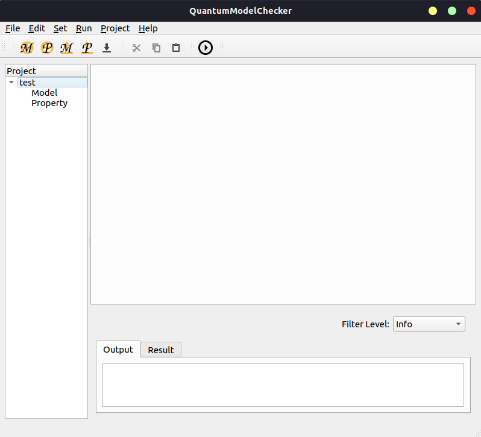 QuantumModelChecker
File Edit Set Run Project Help
M P M P
Project
test
Model
Property
Filter Level: Info
Output Result